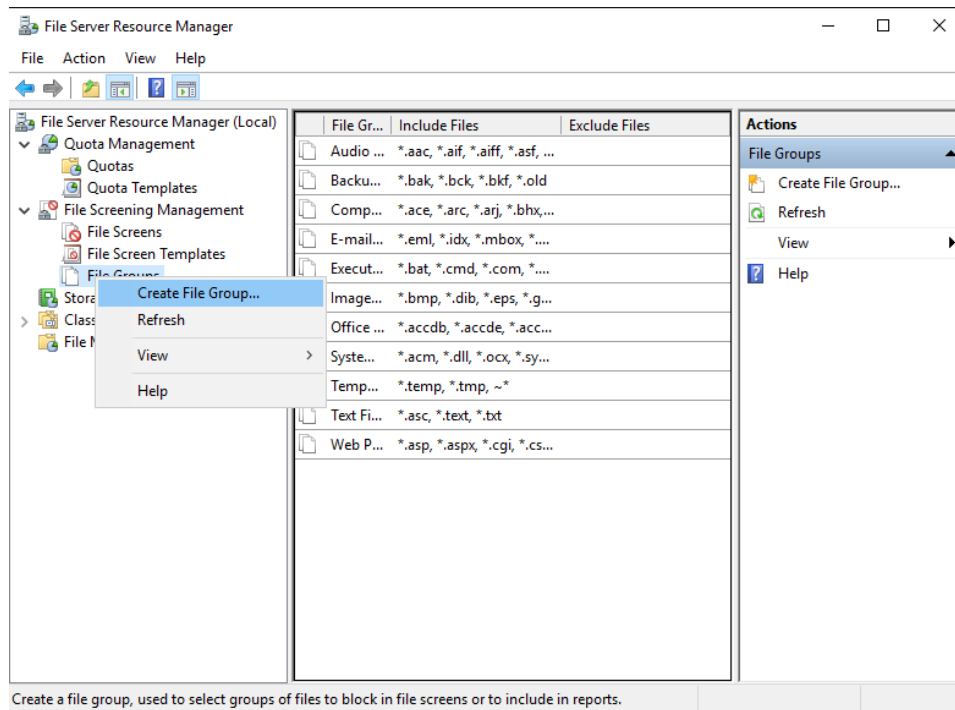 File Server Resource Manager
File Action View Help
File Server Resource Manager (Local)
Quota Management
Quotas
Quota Templates
File Screening Management
File Screens
File Screen Templates
File Groups
Stora
Class
File M
Create File Group...
Refresh
View
Help
File Gr... Include Files Exclude Files
Audio ... *.aac, *.aif, *.aiff, *.asf, ...
Backu... *.bak, *.bck, *.bkf, *.old
Comp... *.ace, *.arc, *.arj, *.bhx,...
E-mail... *.eml, *.idx, *.mbox, *....
Execut... *.bat, *.cmd, *.com, *....
Image... *.bmp, *.dib, *.eps, *.g...
Office ... *.accdb, *.accde, *.acc...
Syste... *.acm, *.dll, *.ocx, *.sy...
Temp... *.temp, *.tmp, ~*
Text Fi... *.asc, *.text, *.txt
Web P... *.asp, *.aspx, *.cgi, *.cs...
Actions
File Groups
Create File Group...
Refresh
View
Help
Create a file group, used to select groups of files to block in file screens or to include in reports.